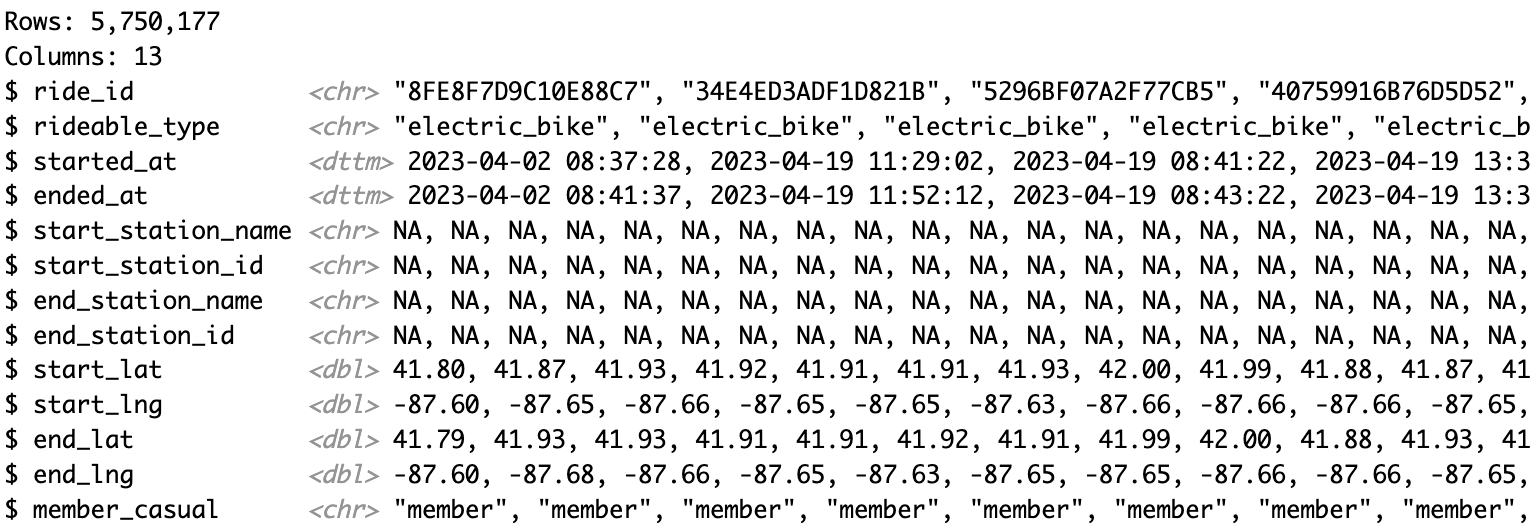 Rows: 5,750,177
Columns: 13
$ ride_id            <chr> "8FE8F7D9C10E88C7", "34E4ED3ADF1D821B", "5296BF07A2F77CB5", "40759916B76D5D52",
$ rideable_type      <chr> "electric_bike", "electric_bike", "electric_bike", "electric_bike", "electric_b
$ started_at         <dttm> 2023-04-02 08:37:28, 2023-04-19 11:29:02, 2023-04-19 08:41:22, 2023-04-19 13:3
$ ended_at           <dttm> 2023-04-02 08:41:37, 2023-04-19 11:52:12, 2023-04-19 08:43:22, 2023-04-19 13:3
$ start_station_name <chr> NA, NA, NA, NA, NA, NA, NA, NA, NA, NA, NA, NA, NA, NA, NA, NA, NA, NA, NA, NA,
$ start_station_id   <chr> NA, NA, NA, NA, NA, NA, NA, NA, NA, NA, NA, NA, NA, NA, NA, NA, NA, NA, NA, NA,
$ end_station_name   <chr> NA, NA, NA, NA, NA, NA, NA, NA, NA, NA, NA, NA, NA, NA, NA, NA, NA, NA, NA, NA,
$ end_station_id     <chr> NA, NA, NA, NA, NA, NA, NA, NA, NA, NA, NA, NA, NA, NA, NA, NA, NA, NA, NA, NA,
$ start_lat          <dbl> 41.80, 41.87, 41.93, 41.92, 41.91, 41.91, 41.93, 42.00, 41.99, 41.88, 41.87, 41
$ start_lng          <dbl> -87.60, -87.65, -87.66, -87.65, -87.65, -87.63, -87.66, -87.66, -87.66, -87.65,
$ end_lat            <dbl> 41.79, 41.93, 41.93, 41.91, 41.91, 41.92, 41.91, 41.99, 42.00, 41.88, 41.93, 41
$ end_lng            <dbl> -87.60, -87.68, -87.66, -87.65, -87.63, -87.65, -87.65, -87.66, -87.66, -87.65,
$ member_casual      <chr> "member", "member", "member", "member", "member", "member", "member", "member",